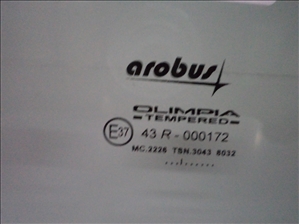 arobus
OLIMPIA
TEMPERED
E37 43 R-000172
MC.2226 TSN.3043 8032